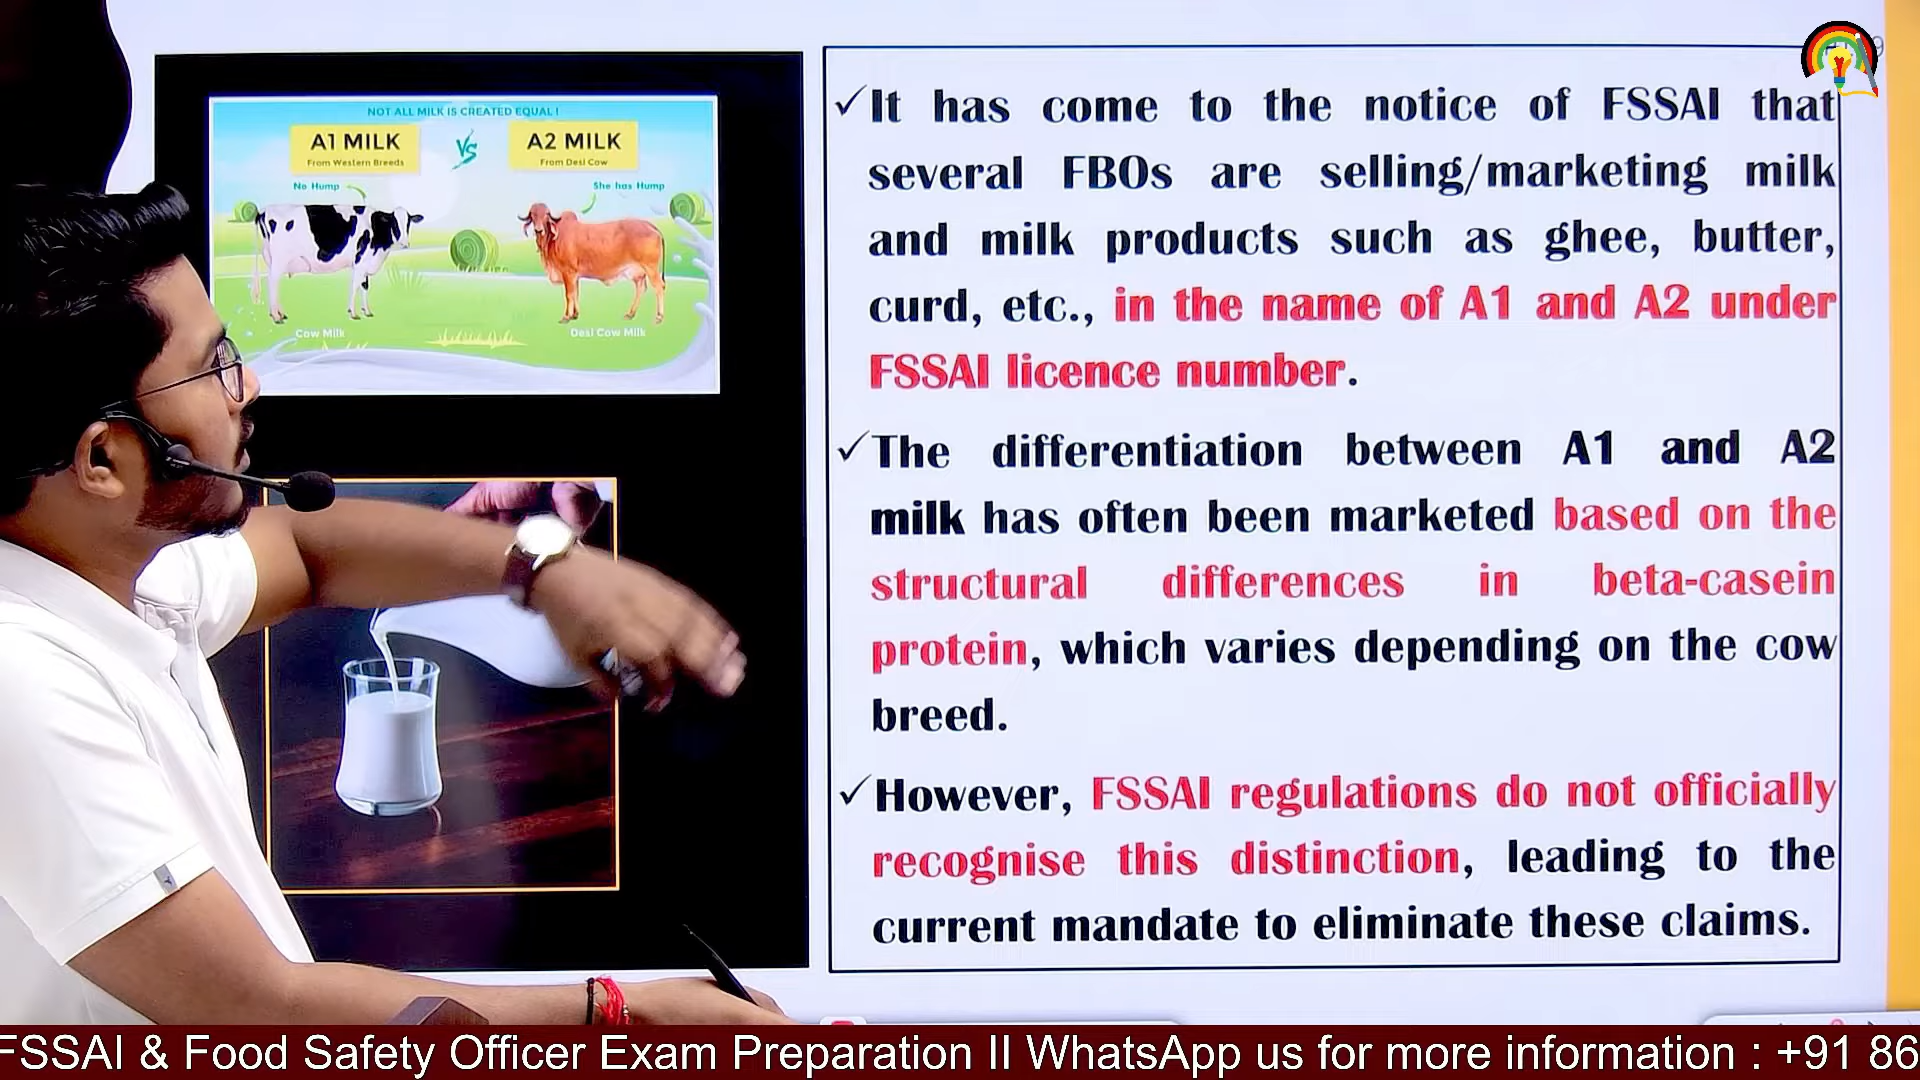 NOT ALL MILK IS CREATED EQUAL !
A1 MILK
From Western Breeds
VS
A2 MILK
From Desi Cow
No Hump
She has Hump
Cow Milk
Desi Cow Milk
✓It has come to the notice of FSSAI that
several FBOs are selling/marketing milk
and milk products such as ghee, butter,
curd, etc., in the name of A1 and A2 under
FSSAI licence number.
✓The differentiation between A1 and A2
milk has often been marketed based on the
structural differences in beta-casein
protein, which varies depending on the cow
breed.
✓However, FSSAI regulations do not officially
recognise this distinction, leading to the
current mandate to eliminate these claims.
FSSAI & Food Safety Officer Exam Preparation II WhatsApp us for more information : +91 86